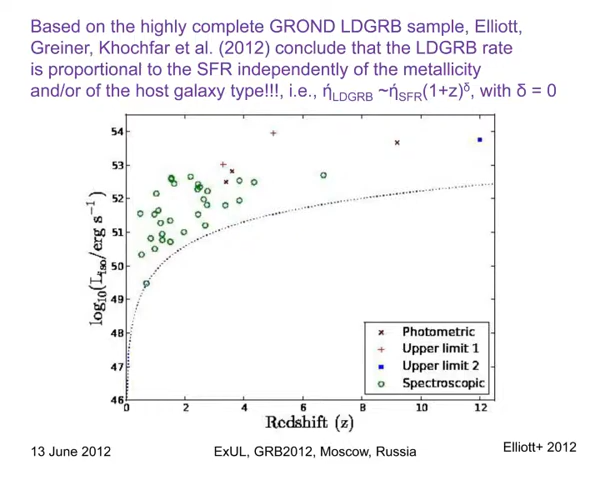 Based on the highly complete GROND LDGRB sample, Elliott,
Greiner, Khochfar et al. (2012) conclude that the LDGRB rate
is proportional to the SFR independently of the metallicity
and/or of the host galaxy type!!!, i.e., ήLDGRB ~ήSFR(1+z)δ, with δ = 0
54
53
52
51
50
49
48
47
46
log10(Liso/erg s−1)
Photometric
Upper limit 1
Upper limit 2
Spectroscopic
0 2 4 6 8 10 12
Redshift (z)
13 June 2012
ExUL, GRB2012, Moscow, Russia
Elliott+ 2012